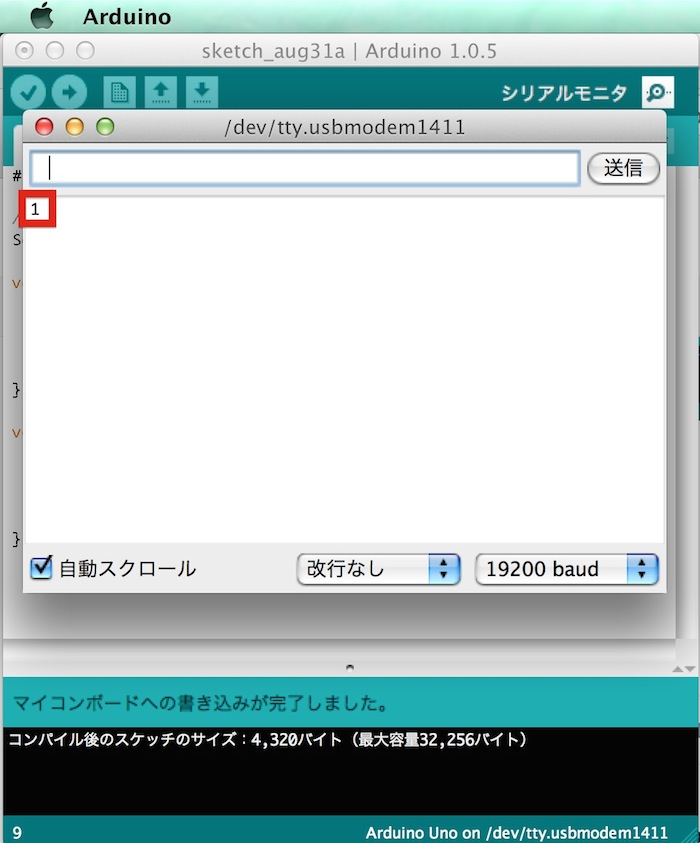 Arduino
sketch_aug31a | Arduino 1.0.5
シリアルモニタ
/dev/tty.usbmodem1411
送信
#
1
/
S
v
}
v
}
自動スクロール
改行なし
19200 baud
マイコンボードへの書き込みが完了しました。
コンパイル後のスケッチのサイズ：4,320バイト（最大容量32,256バイト）
9
Arduino Uno on /dev/tty.usbmodem1411